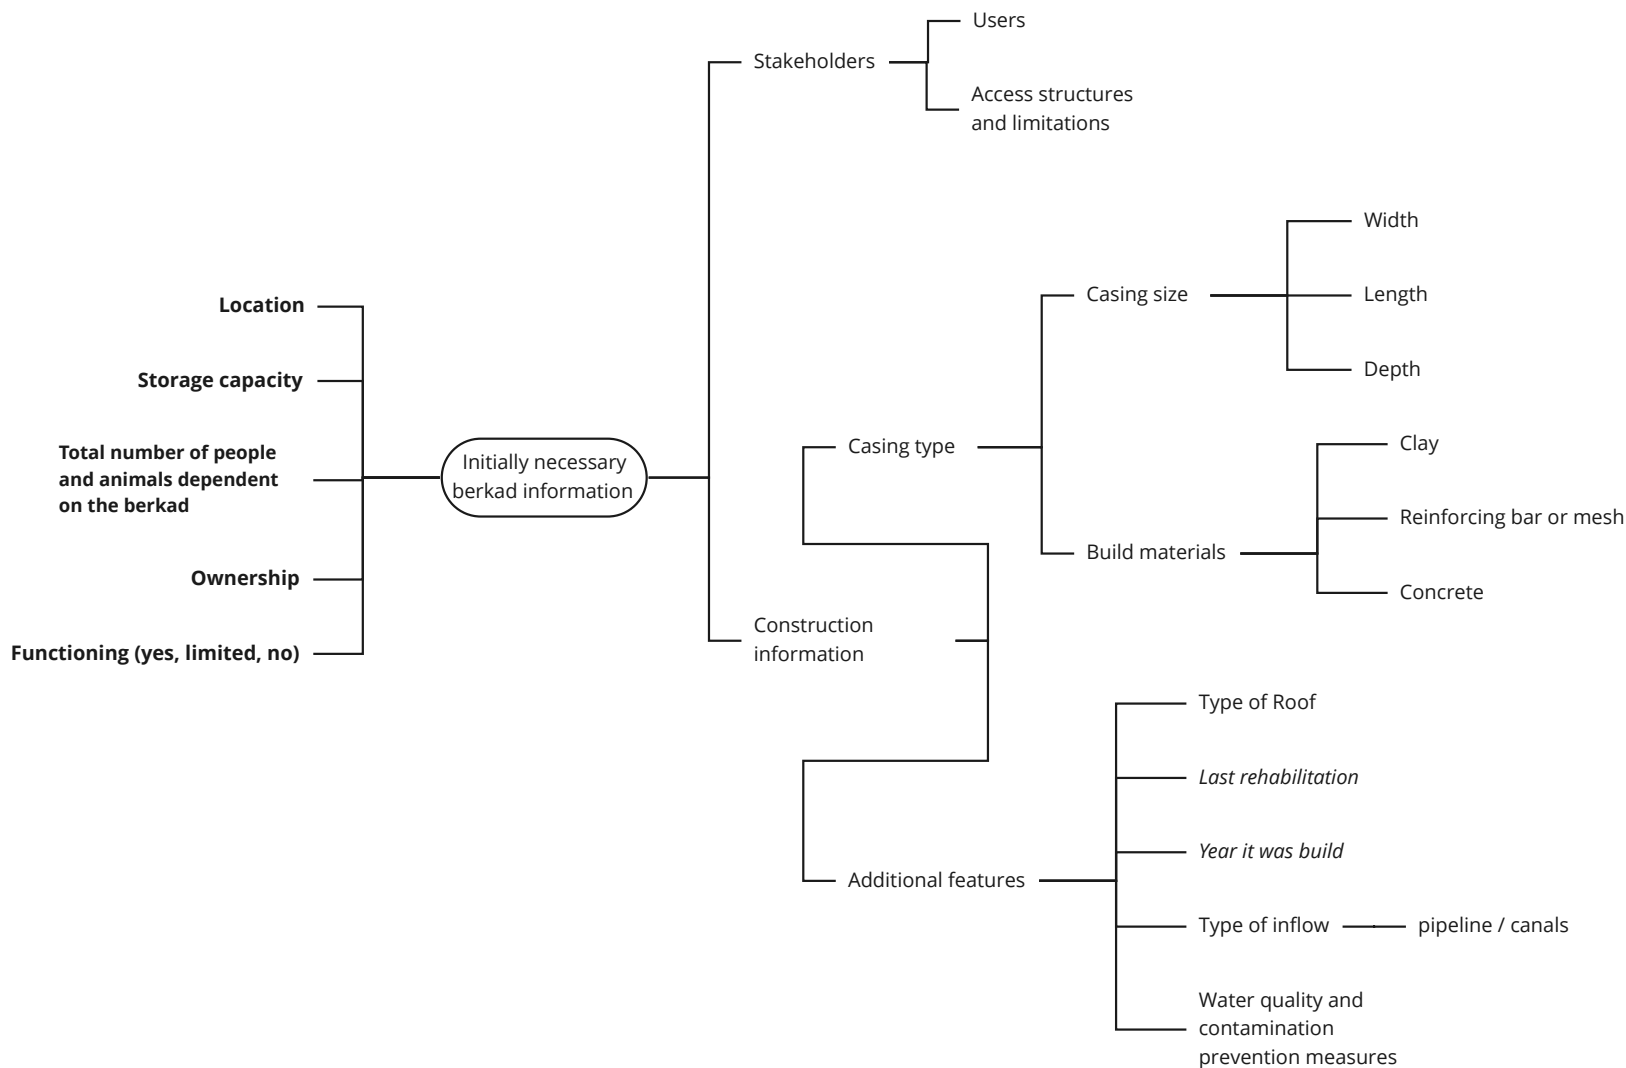 Users
Stakeholders
Access structures
and limitations
Width
Casing size
Length
Depth
Location
Storage capacity
Total number of people
and animals dependent
on the berkad
Ownership
Functioning (yes, limited, no)
Initially necessary
berkad information
Casing type
Clay
Reinforcing bar or mesh
Build materials
Concrete
Construction
information
Type of Roof
Last rehabilitation
Year it was build
Additional features
Type of inflow
pipeline / canals
Water quality and
contamination
prevention measures